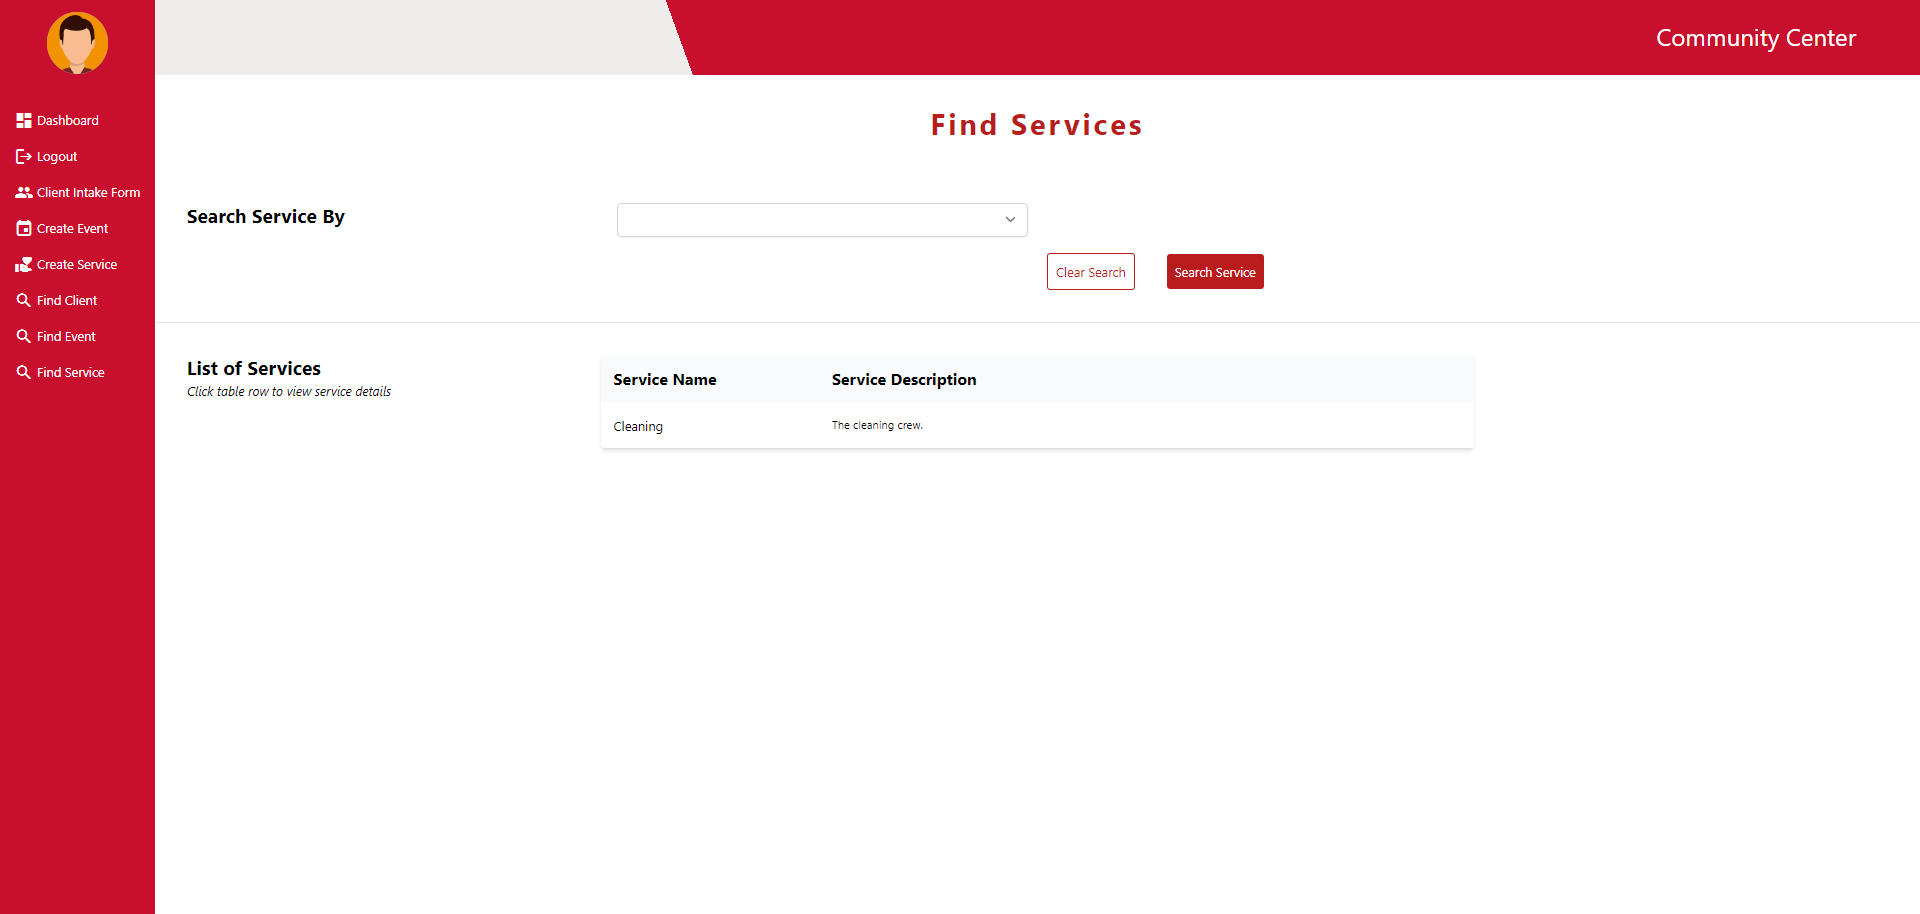 Community Center
Dashboard
Logout
Client Intake Form
Create Event
Create Service
Find Client
Find Event
Find Service
Find Services
Search Service By
Clear Search
Search Service
List of Services
Click table row to view service details
Service Name Service Description
Cleaning The cleaning crew.